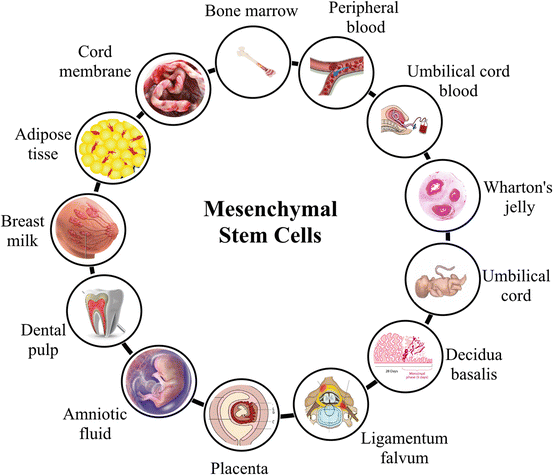 Bone marrow
Peripheral
blood
Umbilical cord
blood
Wharton's
jelly
Umbilical
cord
Decidua
basalis
Ligamentum
falvum
Placenta
Amniotic
fluid
Dental
pulp
Breast
milk
Adipose
tisse
Cord
membrane
Mesenchymal
Stem Cells